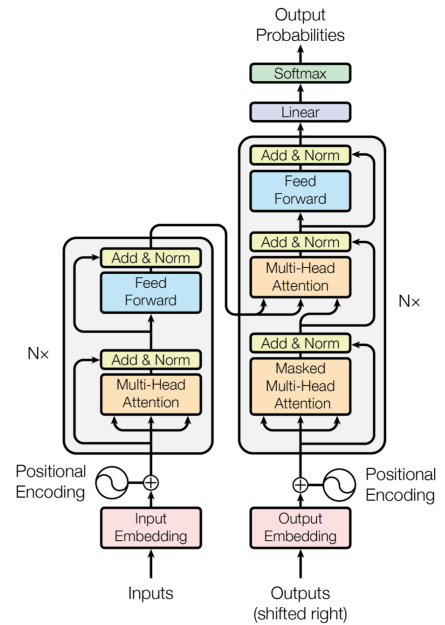 Output
Probabilities
Softmax
Linear
Add & Norm
Feed
Forward
Add & Norm
Multi-Head
Attention
Add & Norm
Masked
Multi-Head
Attention
N×
Positional
Encoding
Output
Embedding
Outputs
(shifted right)
Add & Norm
Feed
Forward
Add & Norm
Multi-Head
Attention
N×
Positional
Encoding
Input
Embedding
Inputs